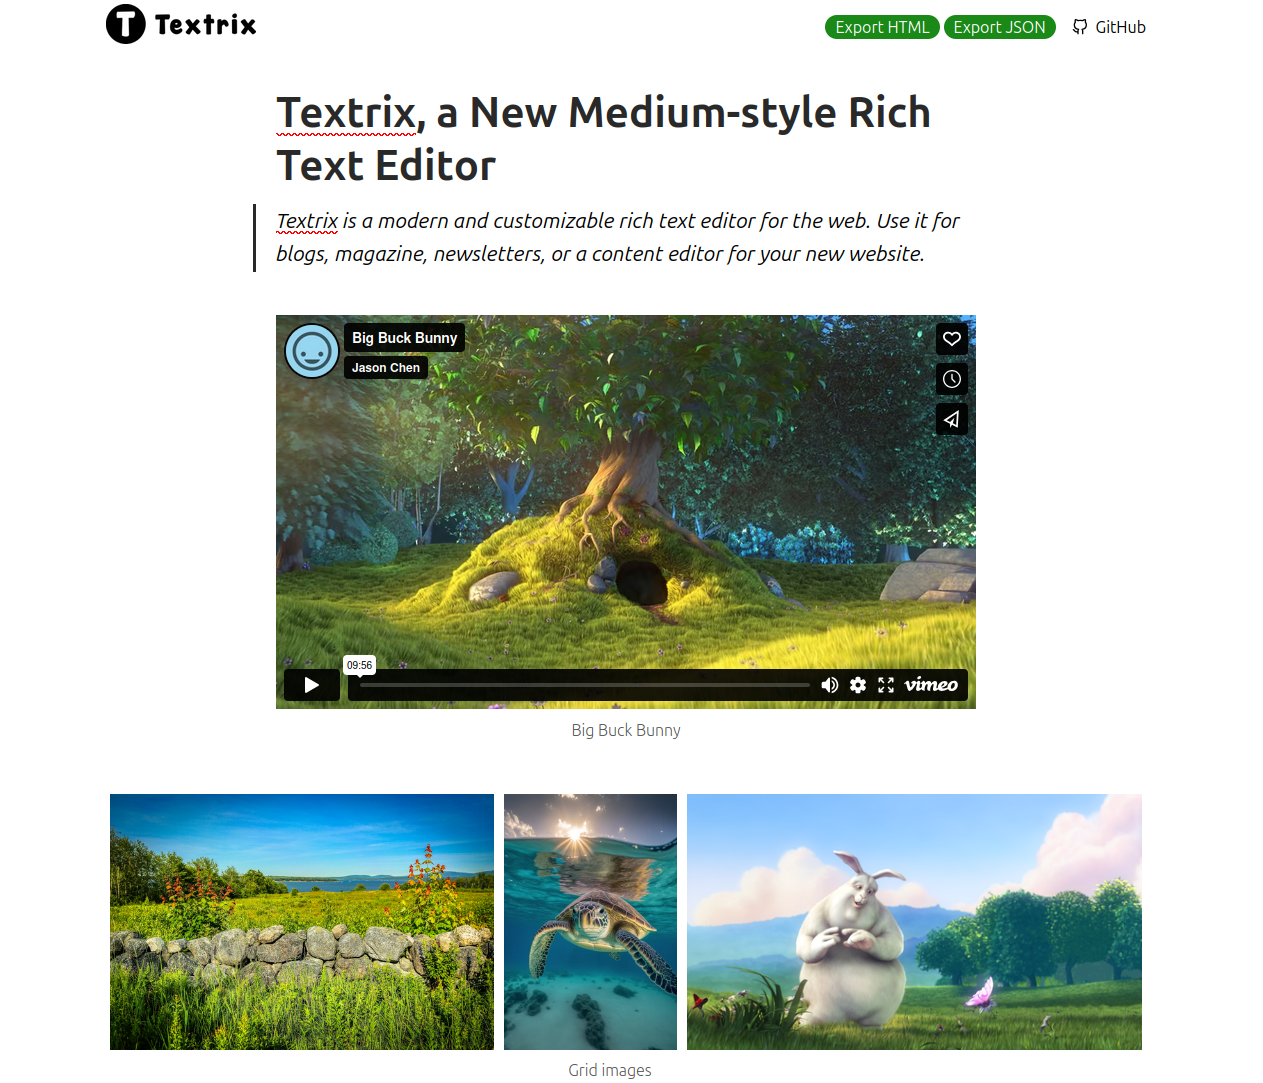 T Textrix
Export HTML Export JSON GitHub
Textrix, a New Medium-style Rich
Text Editor
Textrix is a modern and customizable rich text editor for the web. Use it for
blogs, magazine, newsletters, or a content editor for your new website.
Big Buck Bunny
Jason Chen
09:56
vimeo
Big Buck Bunny
Grid images